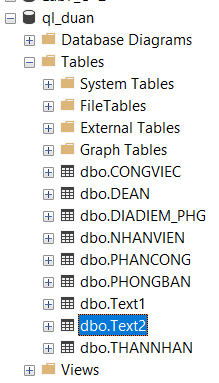 ql_duan
Database Diagrams
Tables
System Tables
FileTables
External Tables
Graph Tables
dbo.CONGVIEC
dbo.DEAN
dbo.DIADIEM_PHG
dbo.NHANVIEN
dbo.PHANCONG
dbo.PHONGBAN
dbo.Text1
dbo.Text2
dbo.THANNHAN
Views